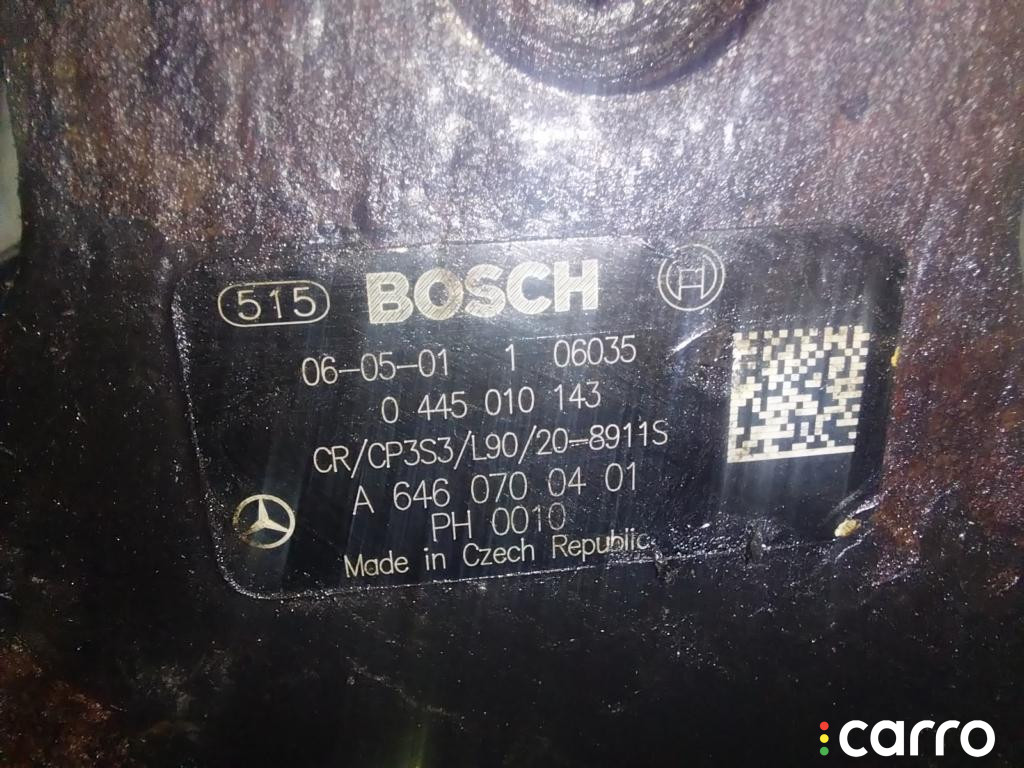 515 BOSCH
06-05-01 1 06035
0 445 010 143
CR/CP3S3/L90/20-8911S
A 646 070 04 01
PH 0010
Made in Czech Republic
carro